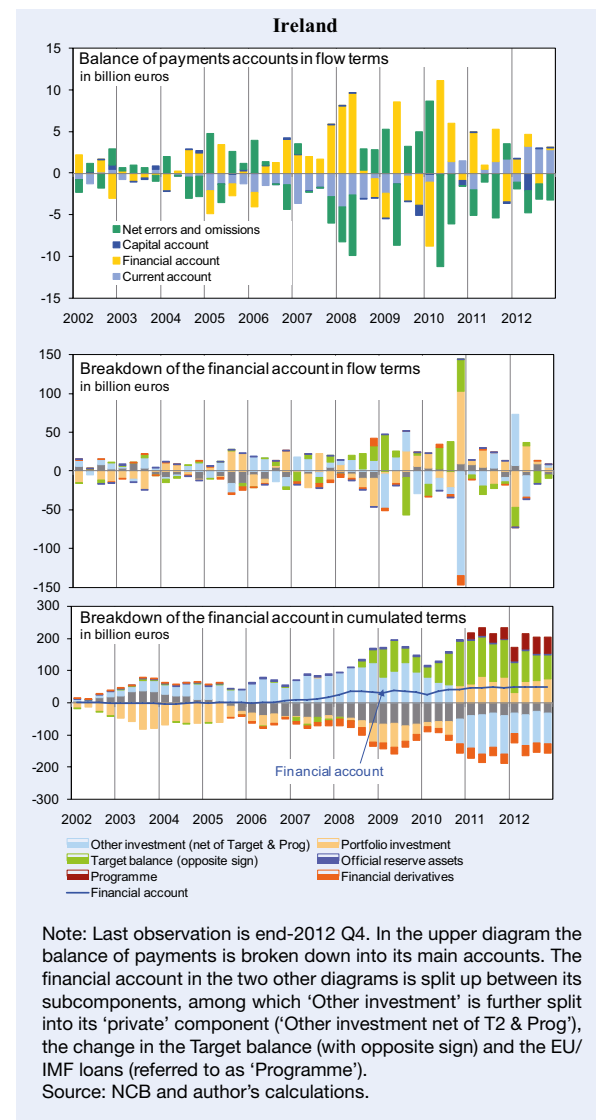 Ireland
15
10
5
0
-5
-10
-15
Balance of payments accounts in flow terms
in billion euros
Net errors and omissions
Capital account
Financial account
Current account
2002 2003 2004 2005 2006 2007 2008 2009 2010 2011 2012
150
100
50
0
-50
-100
-150
Breakdown of the financial account in flow terms
in billion euros
300
200
100
0
-100
-200
-300
Breakdown of the financial account in cumulated terms
in billion euros
Financial account
2002 2003 2004 2005 2006 2007 2008 2009 2010 2011 2012
Other investment (net of Target & Prog) Portfolio investment
Target balance (opposite sign) Official reserve assets
Programme Financial derivatives
Financial account
Note: Last observation is end-2012 Q4. In the upper diagram the
balance of payments is broken down into its main accounts. The
financial account in the two other diagrams is split up between its
subcomponents, among which ‘Other investment’ is further split
into its ‘private’ component (‘Other investment net of T2 & Prog’),
the change in the Target balance (with opposite sign) and the EU/
IMF loans (referred to as ‘Programme’).
Source: NCB and author’s calculations.